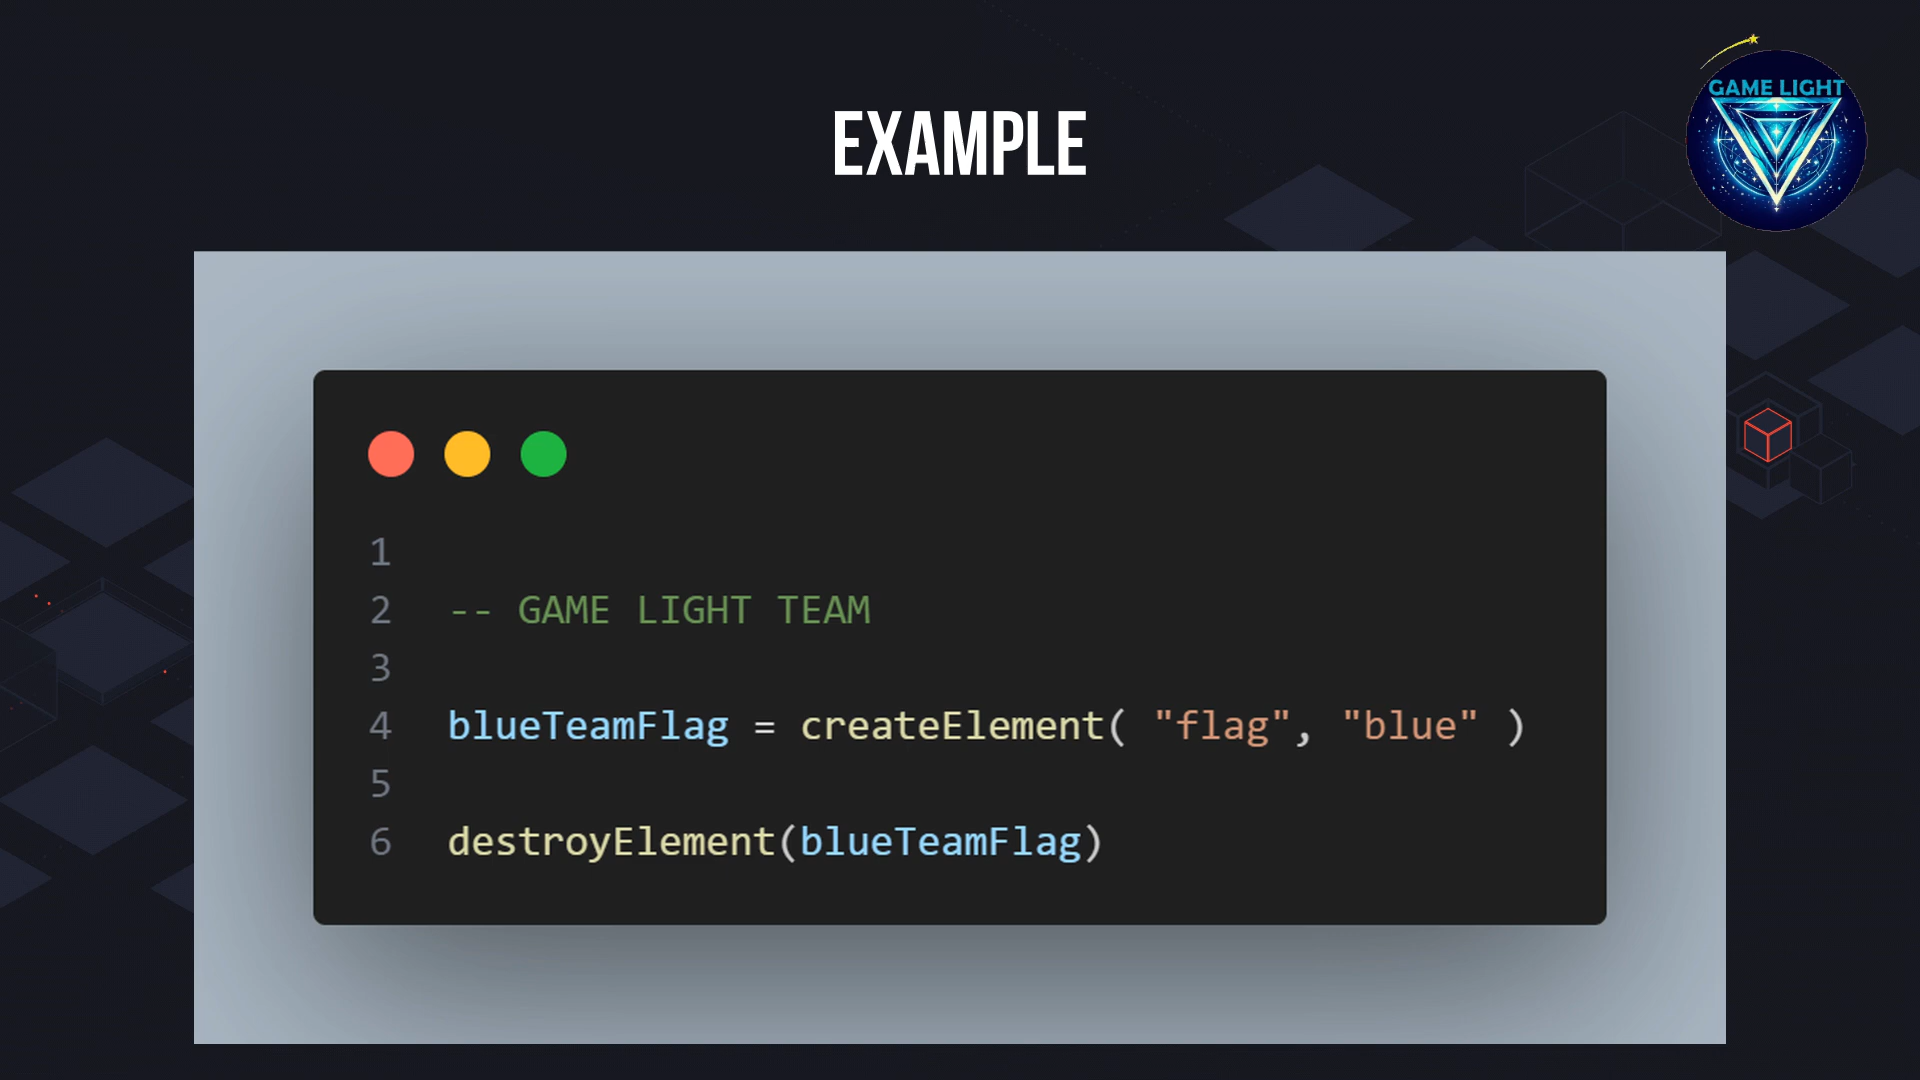 GAME LIGHT
EXAMPLE
1
2 -- GAME LIGHT TEAM
3
4 blueTeamFlag = createElement( "flag", "blue" )
5
6 destroyElement(blueTeamFlag)